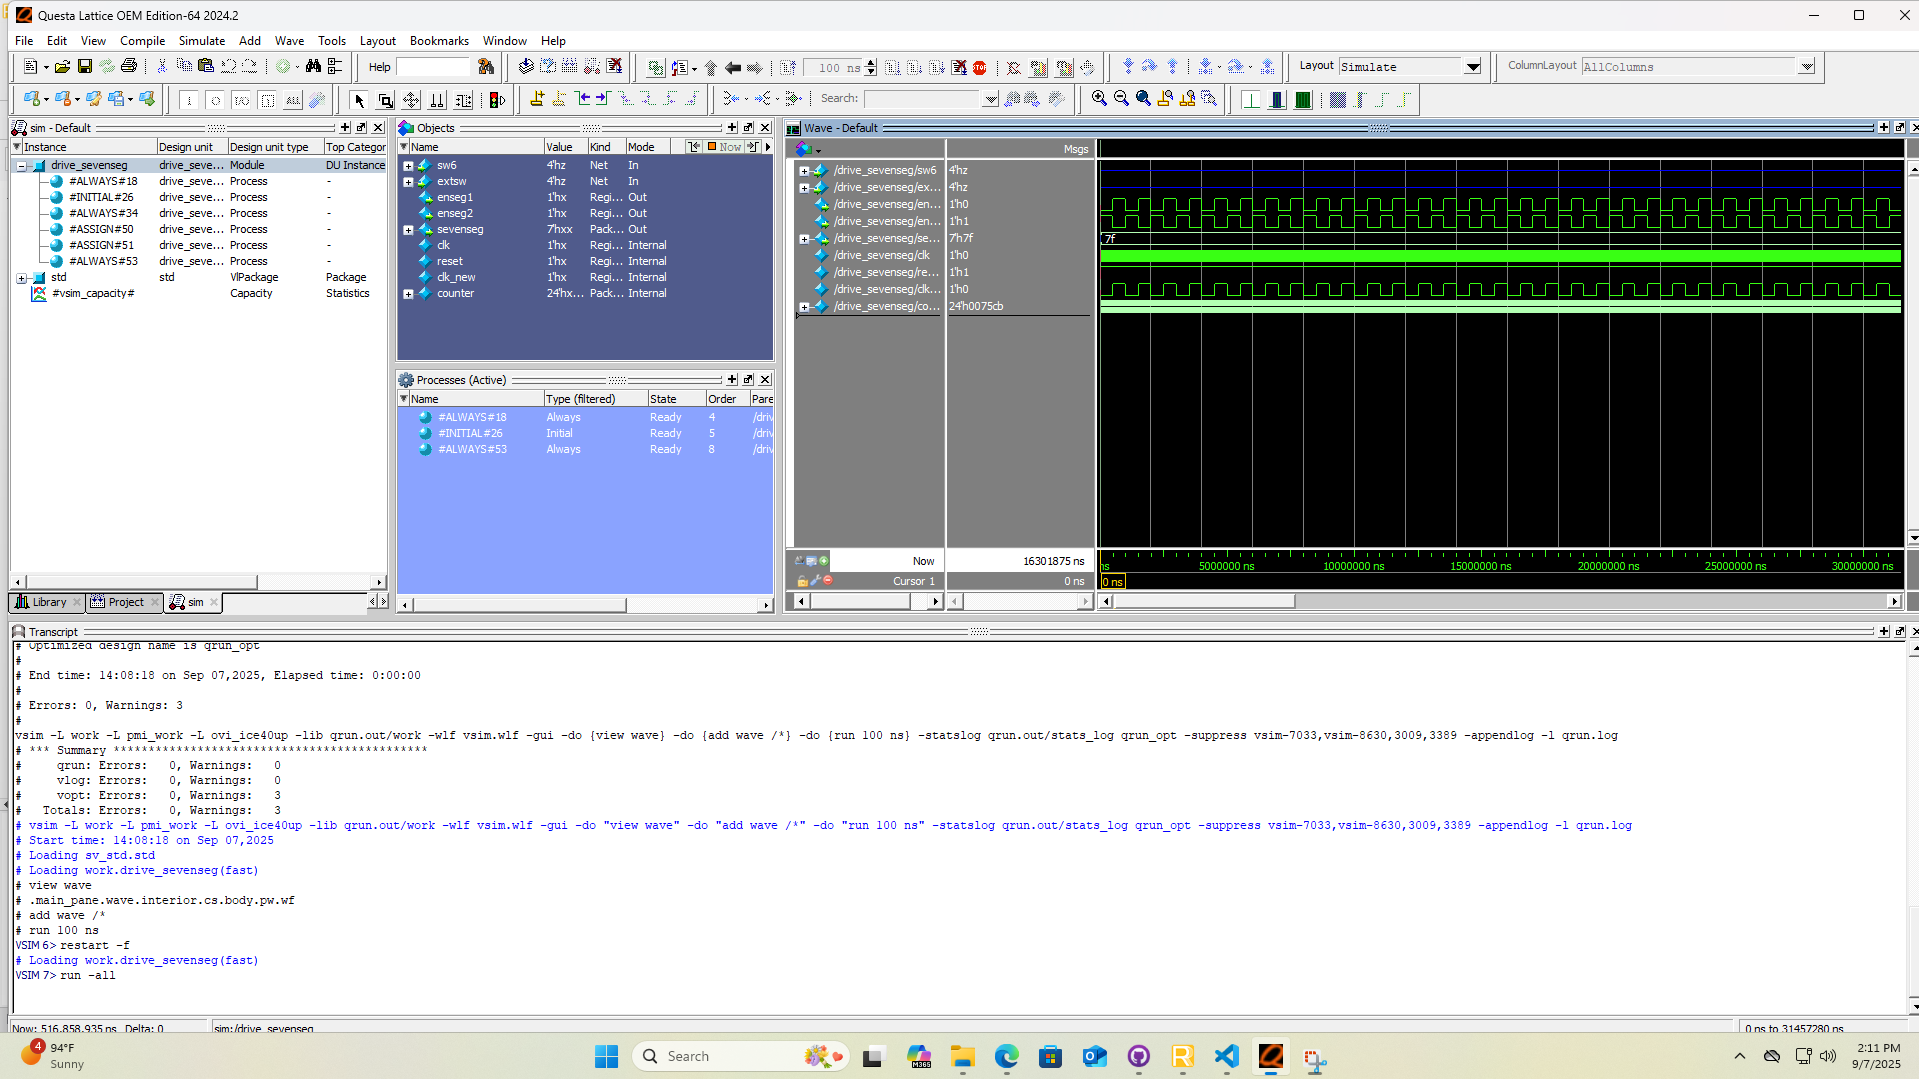 Questa Lattice OEM Edition-64 2024.2
File Edit View Compile Simulate Add Wave Tools Layout Bookmarks Window Help
Help 100 ns Layout Simulate ColumnLayout AllColumns
Search:
sim - Default
Instance Design unit Design unit type Top Categor
drive_sevenseg drive_seve... Module DU Instance
#ALWAYS#18 drive_seve... Process -
#INITIAL#26 drive_seve... Process -
#ALWAYS#34 drive_seve... Process -
#ASSIGN#50 drive_seve... Process -
#ASSIGN#51 drive_seve... Process -
#ALWAYS#53 drive_seve... Process -
std std VlPackage Package
#vsim_capacity# Capacity Statistics
Library Project sim
Objects
Name Value Kind Mode Now
sw6 4'hz Net In
extsw 4'hz Net In
enseg1 1'hx Regi... Out
enseg2 1'hx Regi... Out
sevenseg 7'hxx Pack... Out
clk 1'hx Regi... Internal
reset 1'hx Regi... Internal
clk_new 1'hx Regi... Internal
counter 24'hx... Pack... Internal
Processes (Active)
Name Type (filtered) State Order Pare
#ALWAYS#18 Always Ready 4 /driv
#INITIAL#26 Initial Ready 5 /driv
#ALWAYS#53 Always Ready 8 /driv
Wave - Default
Msgs
/drive_sevenseg/sw6 4'hz
/drive_sevenseg/ex... 4'hz
/drive_sevenseg/en... 1'h0
/drive_sevenseg/en... 1'h1
/drive_sevenseg/se... 7'h7f 7f
/drive_sevenseg/clk 1'h0
/drive_sevenseg/re... 1'h1
/drive_sevenseg/clk... 1'h0
/drive_sevenseg/co... 24'h0075cb
Now 16301875 ns ns 5000000 ns 10000000 ns 15000000 ns 20000000 ns 25000000 ns 30000000 ns
Cursor 1 0 ns 0 ns
Transcript
# Optimized design name is qrun_opt
#
# End time: 14:08:18 on Sep 07,2025, Elapsed time: 0:00:00
#
# Errors: 0, Warnings: 3
#
vsim -L work -L pmi_work -L ovi_ice40up -lib qrun.out/work -wlf vsim.wlf -gui -do {view wave} -do {add wave /*} -do {run 100 ns} -statslog qrun.out/stats_log qrun_opt -suppress vsim-7033,vsim-8630,3009,3389 -appendlog -l qrun.log
# *** Summary *********************************************
# qrun: Errors: 0, Warnings: 0
# vlog: Errors: 0, Warnings: 0
# vopt: Errors: 0, Warnings: 3
# Totals: Errors: 0, Warnings: 3
# vsim -L work -L pmi_work -L ovi_ice40up -lib qrun.out/work -wlf vsim.wlf -gui -do "view wave" -do "add wave /*" -do "run 100 ns" -statslog qrun.out/stats_log qrun_opt -suppress vsim-7033,vsim-8630,3009,3389 -appendlog -l qrun.log
# Start time: 14:08:18 on Sep 07,2025
# Loading sv_std.std
# Loading work.drive_sevenseg(fast)
# view wave
# .main_pane.wave.interior.cs.body.pw.wf
# add wave /*
# run 100 ns
VSIM 6> restart -f
# Loading work.drive_sevenseg(fast)
VSIM 7> run -all
Now: 516,858,935 ns Delta: 0 sim:/drive_sevenseg 0 ns to 31457280 ns
4 94°F
Sunny
Search
M365
2:11 PM
9/7/2025